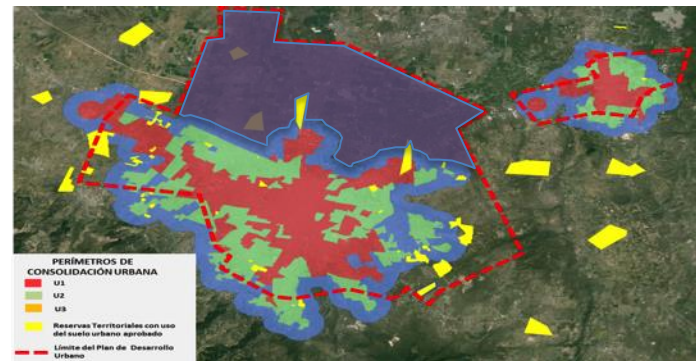 PERÍMETROS DE
CONSOLIDACIÓN URBANA
U1
U2
U3
Reservas Territoriales con uso
del suelo urbano aprobado
Límite del Plan de Desarrollo
Urbano